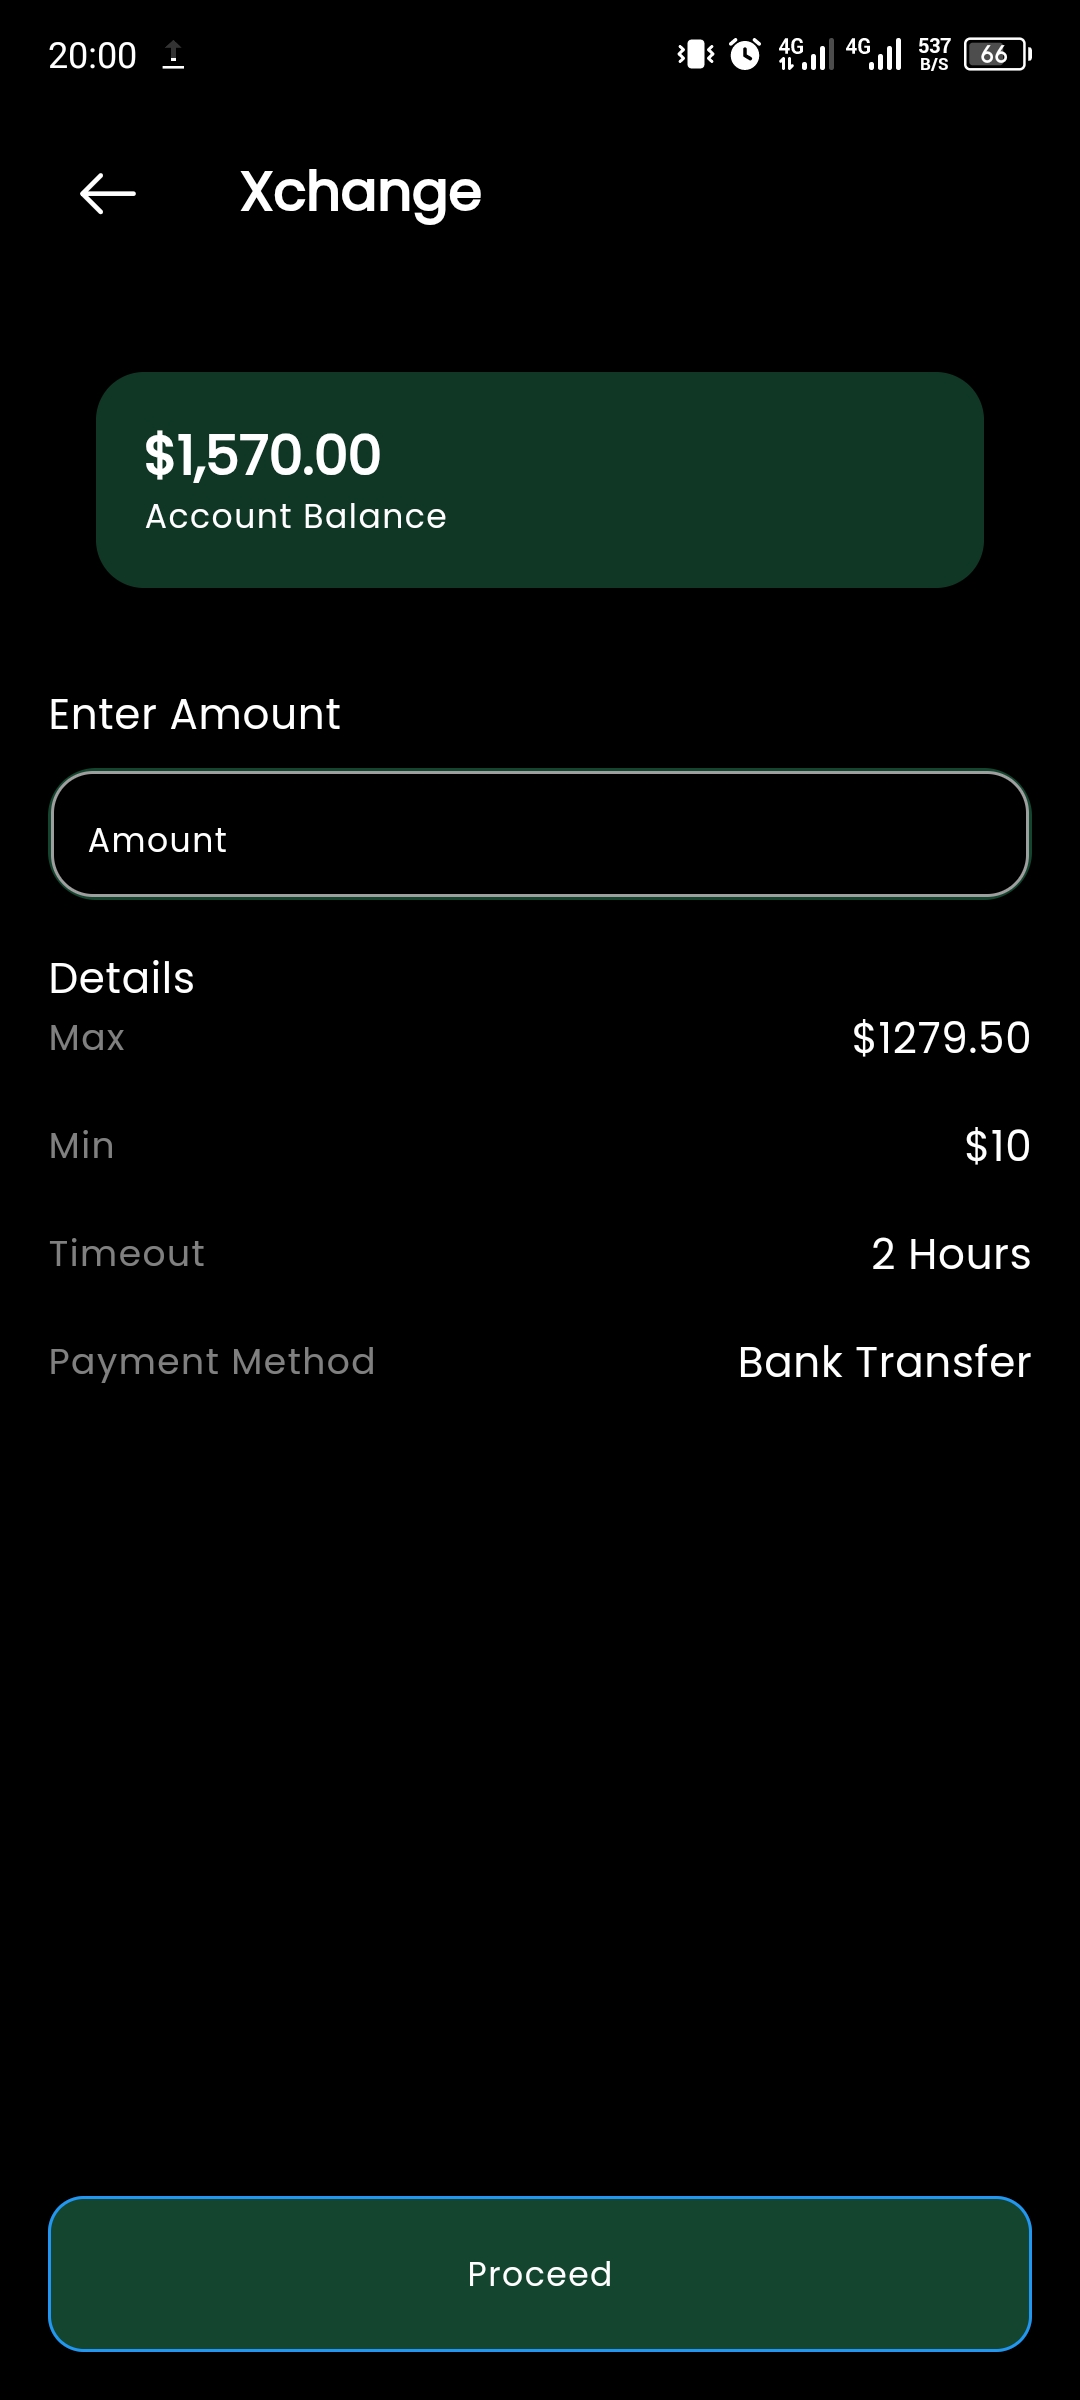 20:00
4G 4G 537 B/S 66
Xchange
$1,570.00
Account Balance
Enter Amount
Amount
Details
Max $1279.50
Min $10
Timeout 2 Hours
Payment Method Bank Transfer
Proceed